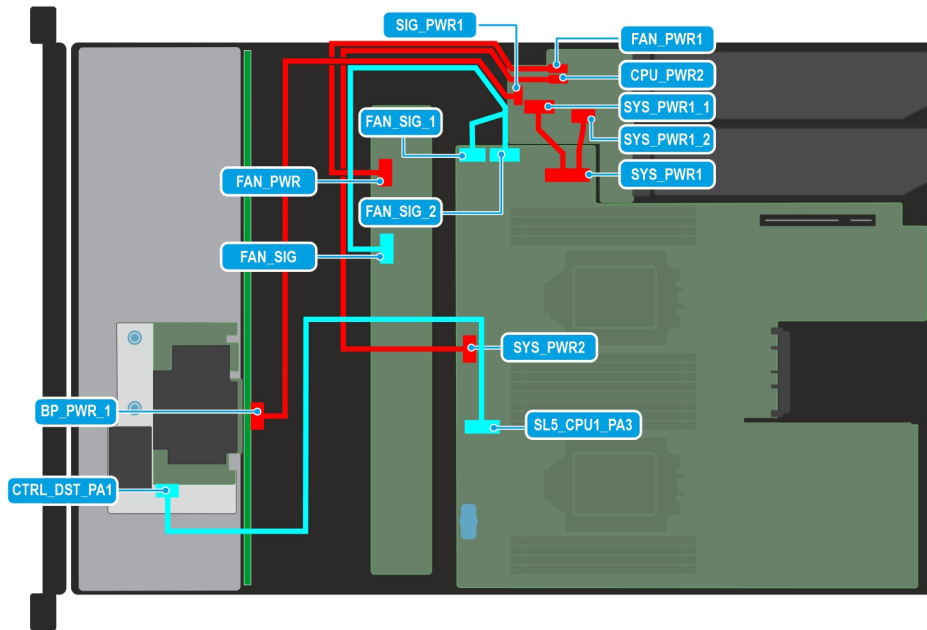 SIG_PWR1
FAN_PWR1
CPU_PWR2
SYS_PWR1_1
FAN_SIG_1
SYS_PWR1_2
FAN_PWR
SYS_PWR1
FAN_SIG_2
FAN_SIG
SYS_PWR2
BP_PWR_1
SL5_CPU1_PA3
CTRL_DST_PA1